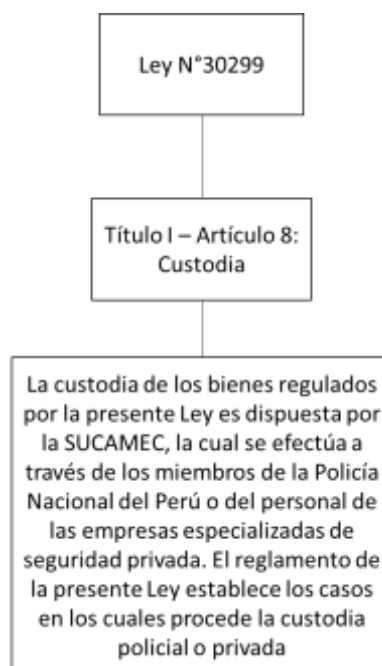 Ley N°30299
Título I – Artículo 8:
Custodia
La custodia de los bienes regulados
por la presente Ley es dispuesta por
la SUCAMEC, la cual se efectúa a
través de los miembros de la Policía
Nacional del Perú o del personal de
las empresas especializadas de
seguridad privada. El reglamento de
la presente Ley establece los casos
en los cuales procede la custodia
policial o privada